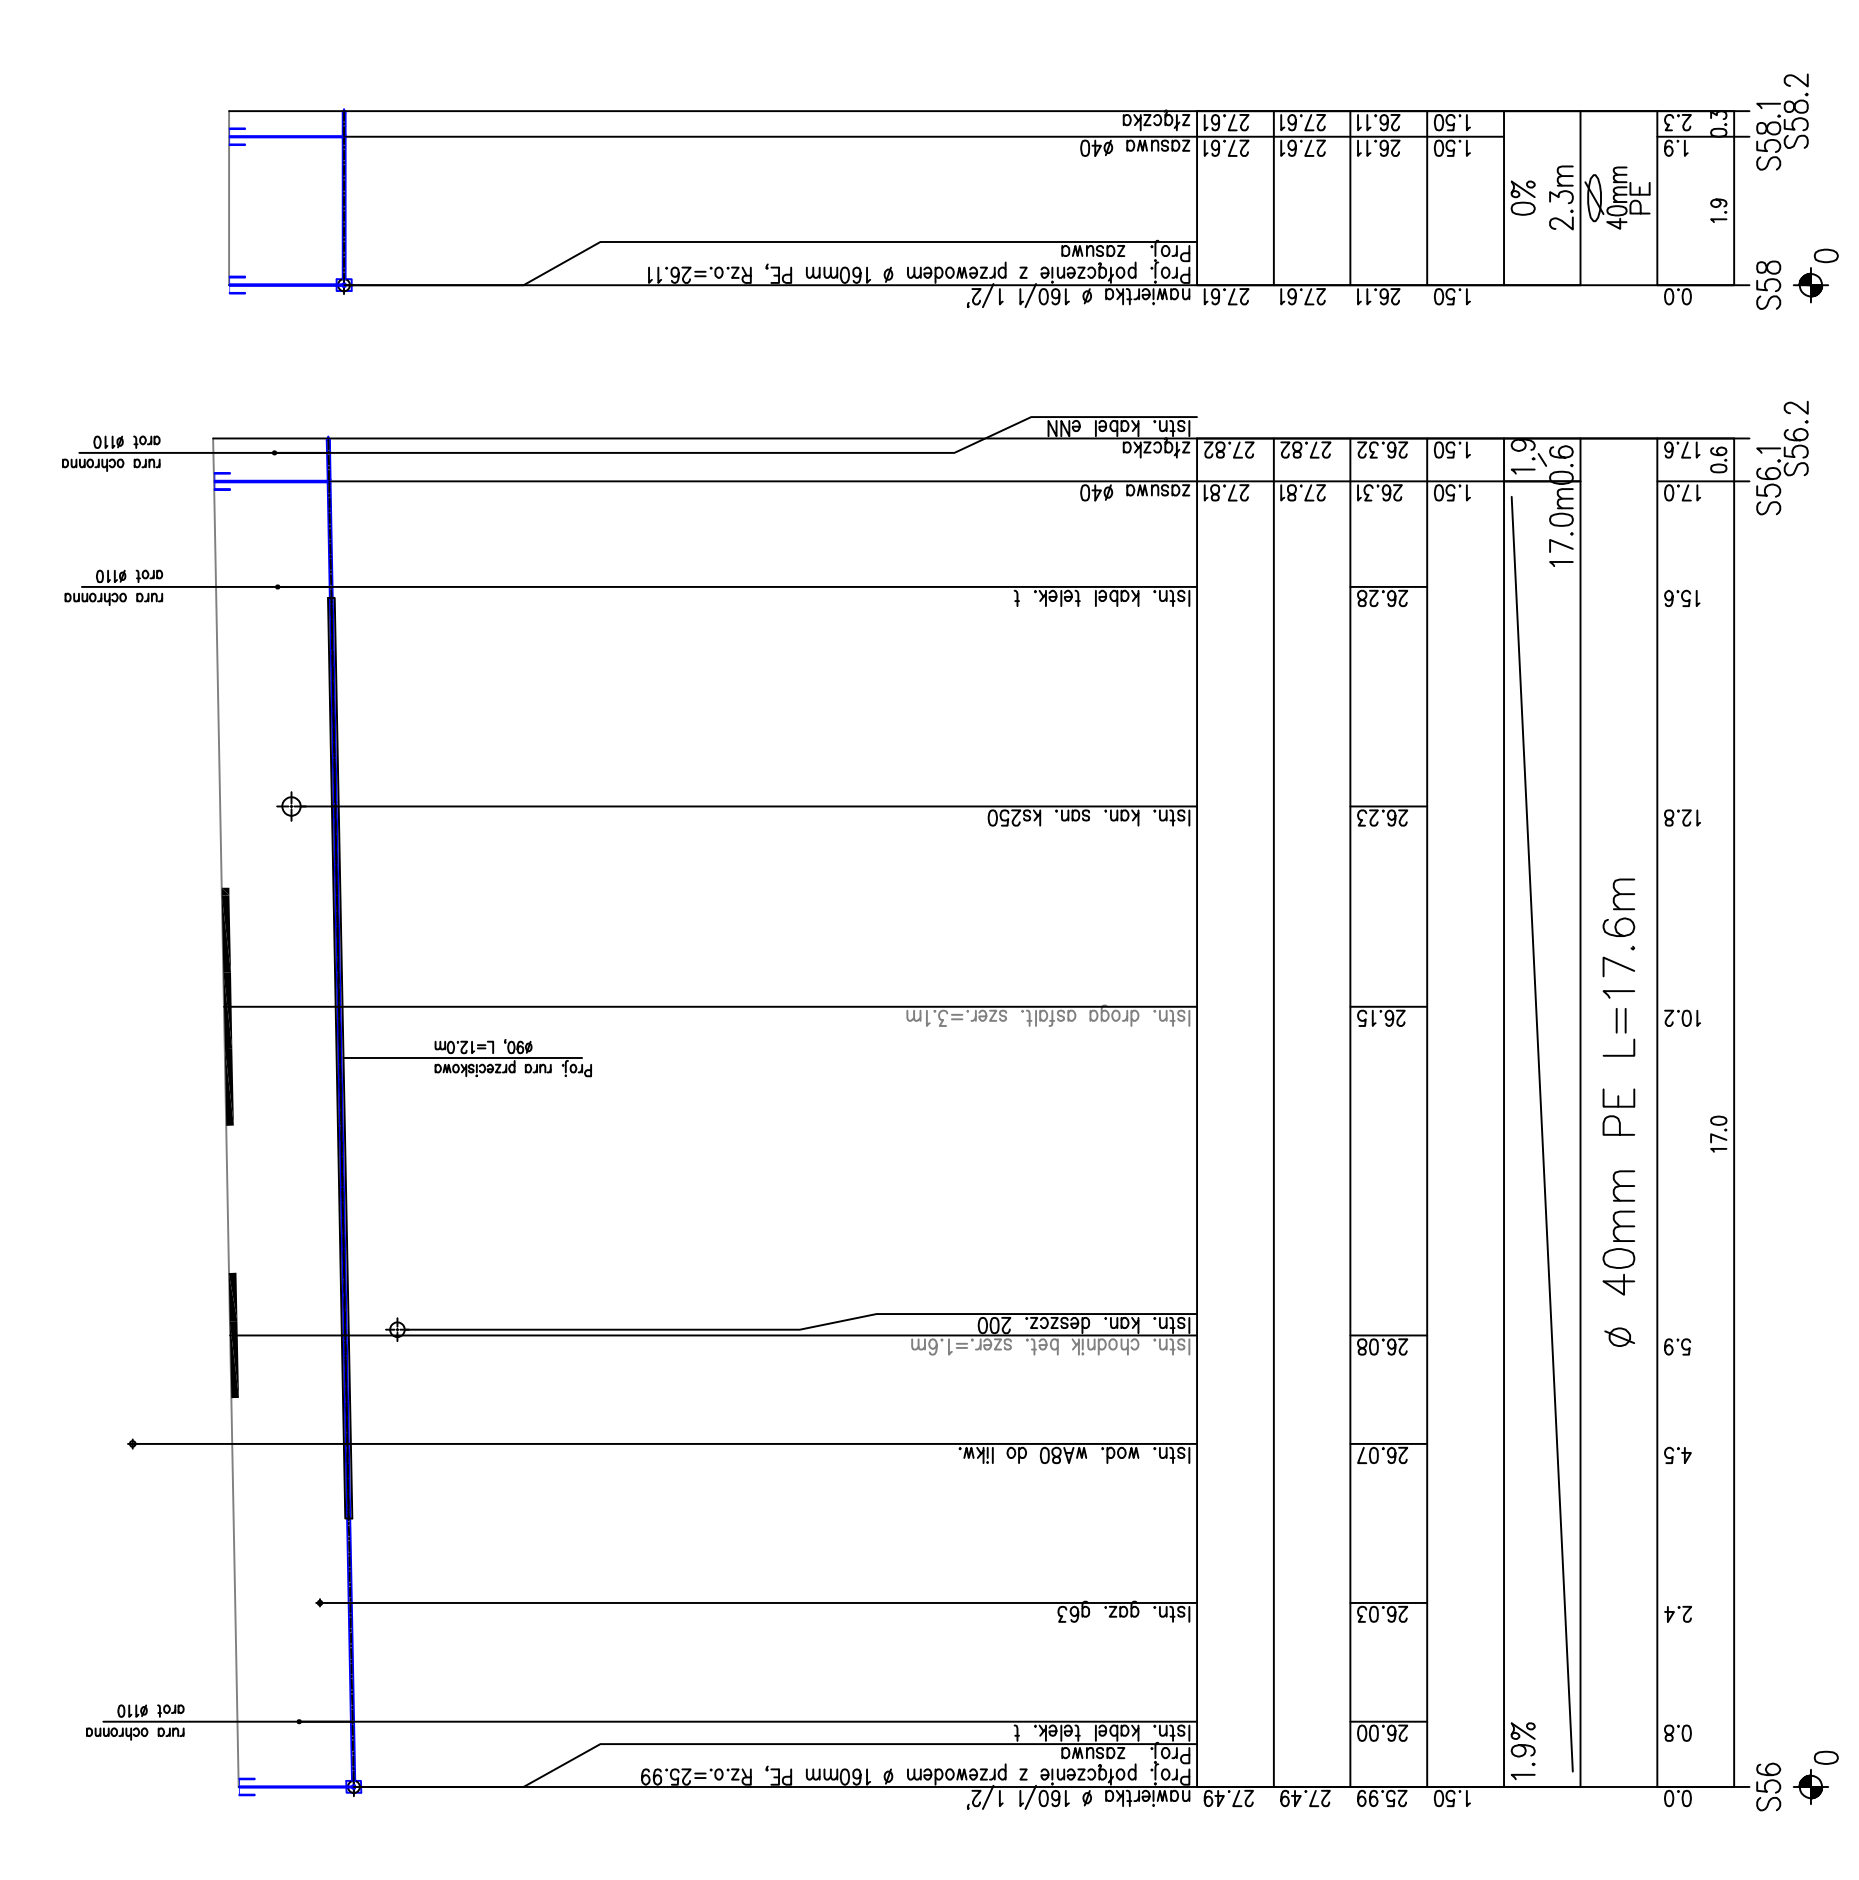 złączka 27.61 27.61 26.11 1.50 2.3 0.3 S58.1
S58.2
zasuwa ø40 27.61 27.61 26.11 1.50 1.9
0%
2.3m
Ø
40mm
PE
1.9
Proj. zasuwa
Proj. połączenie z przewodem ø 160mm PE, Rz.o.=26.11
nawiertka ø 160/1 1/2' 27.61 27.61 26.11 1.50 0.0 S58
0
Istn. kabel eNN
arot ø110
rura ochronna
złączka 27.82 27.82 26.32 1.50 1.9 17.6 0.6 S56.1
S56.2
zasuwa ø40 27.81 27.81 26.31 1.50 17.0m 0.6 17.0
arot ø110
rura ochronna
Istn. kabel telek. t 26.28 15.6
Istn. kan. san. ks250 26.23 12.8
Istn. droga asfalt. szer.=3.1m 26.15 10.2
ø90, L=12.0m
Proj. rura przeciskowa
ø 40mm PE L=17.6m
17.0
Istn. kan. deszcz. 200
Istn. chodnik bet. szer.=1.6m 26.08 5.9
Istn. wod. wA80 do likw. 26.07 4.5
Istn. gaz. g63 26.03 2.4
arot ø110
rura ochronna
Istn. kabel telek. t 26.00 0.8
1.9%
Proj. zasuwa
Proj. połączenie z przewodem ø 160mm PE, Rz.o.=25.99
nawiertka ø 160/1 1/2' 27.49 27.49 25.99 1.50 0.0 S56
0